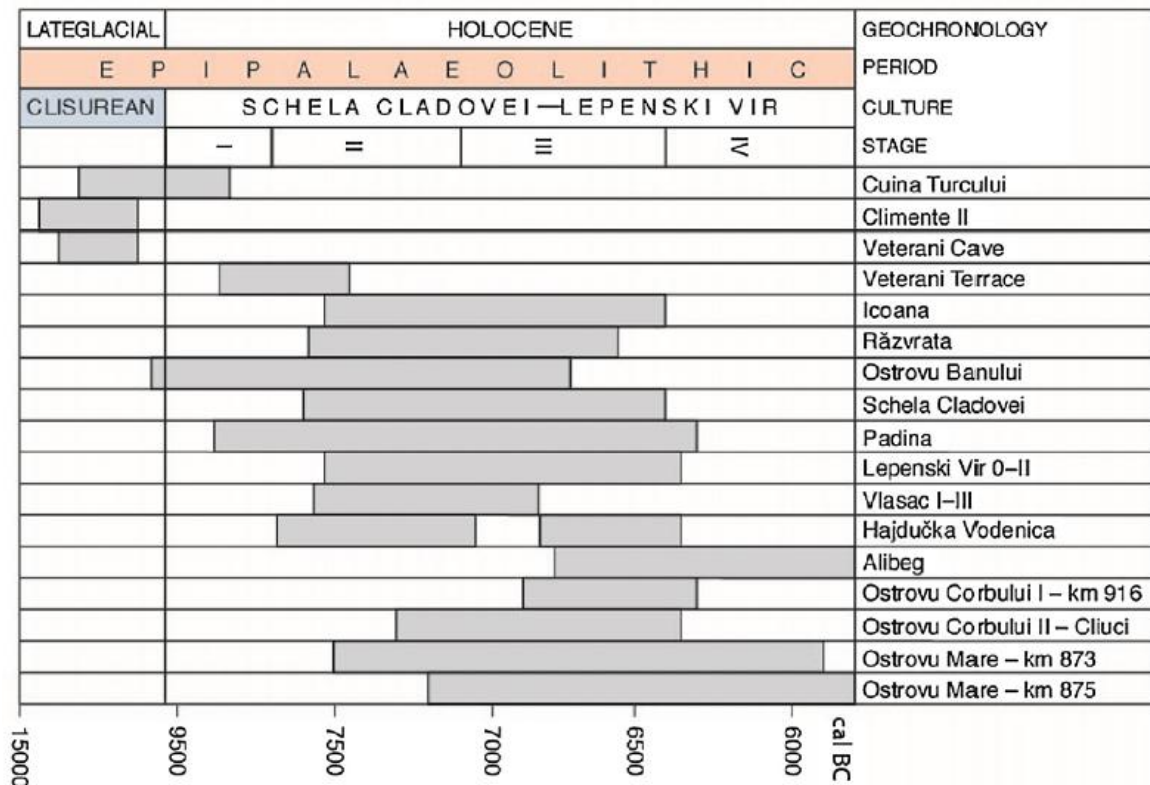 LATEGLACIAL HOLOCENE GEOCHRONOLOGY
EPIPALAEOLITHIC PERIOD
CLISUREAN SCHELA CLADOVEI—LEPENSKI VIR CULTURE
I II III IV STAGE
Cuina Turcului
Climente II
Veterani Cave
Veterani Terrace
Icoana
Răzvrata
Ostrovu Banului
Schela Cladovei
Padina
Lepenski Vir 0–II
Vlasac I–III
Hajdučka Vodenica
Alibeg
Ostrovu Corbului I – km 916
Ostrovu Corbului II – Cliuci
Ostrovu Mare – km 873
Ostrovu Mare – km 875
15000 9500 7500 7000 6500 6000 cal BC